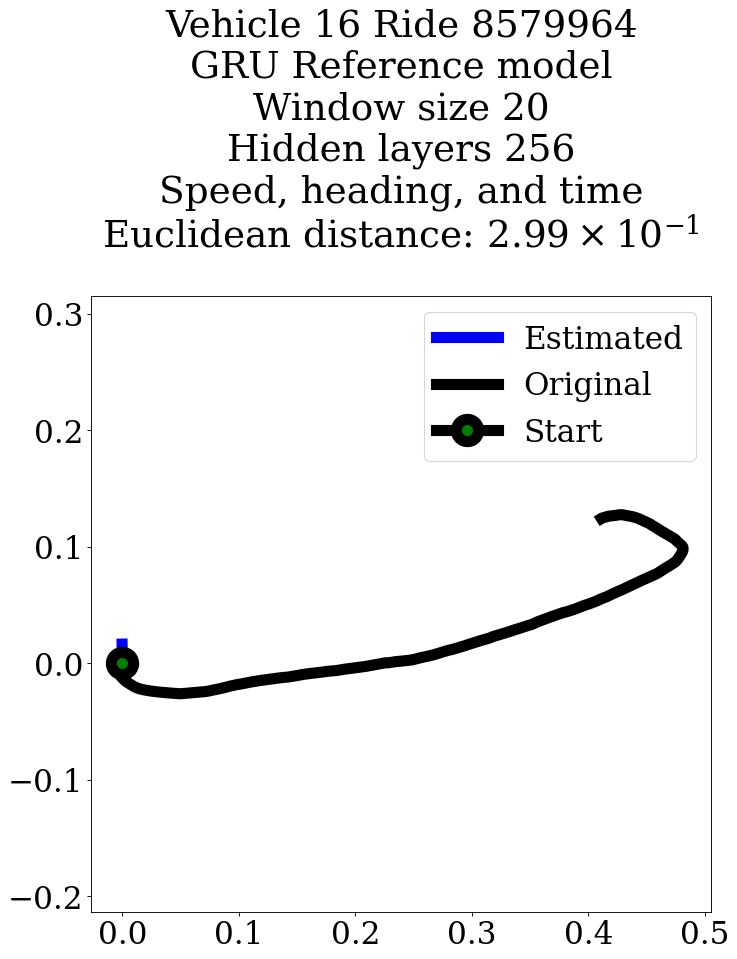 Vehicle 16 Ride 8579964
GRU Reference model
Window size 20
Hidden layers 256
Speed, heading, and time
Euclidean distance: 2.99 × 10⁻¹
Estimated
Original
Start
0.3
0.2
0.1
0.0
−0.1
−0.2
0.0 0.1 0.2 0.3 0.4 0.5